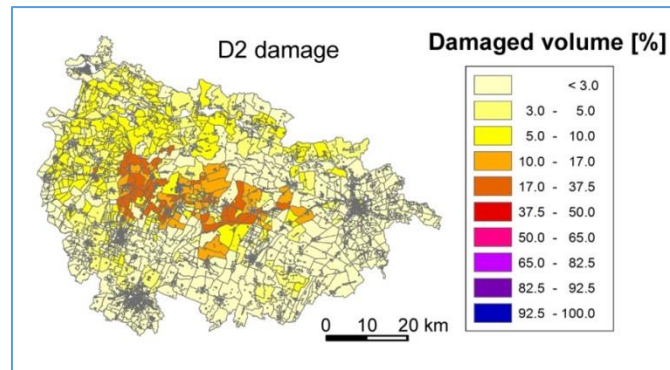 D2 damage
Damaged volume [%]
< 3.0
3.0 - 5.0
5.0 - 10.0
10.0 - 17.0
17.0 - 37.5
37.5 - 50.0
50.0 - 65.0
65.0 - 82.5
82.5 - 92.5
92.5 - 100.0
0 10 20 km